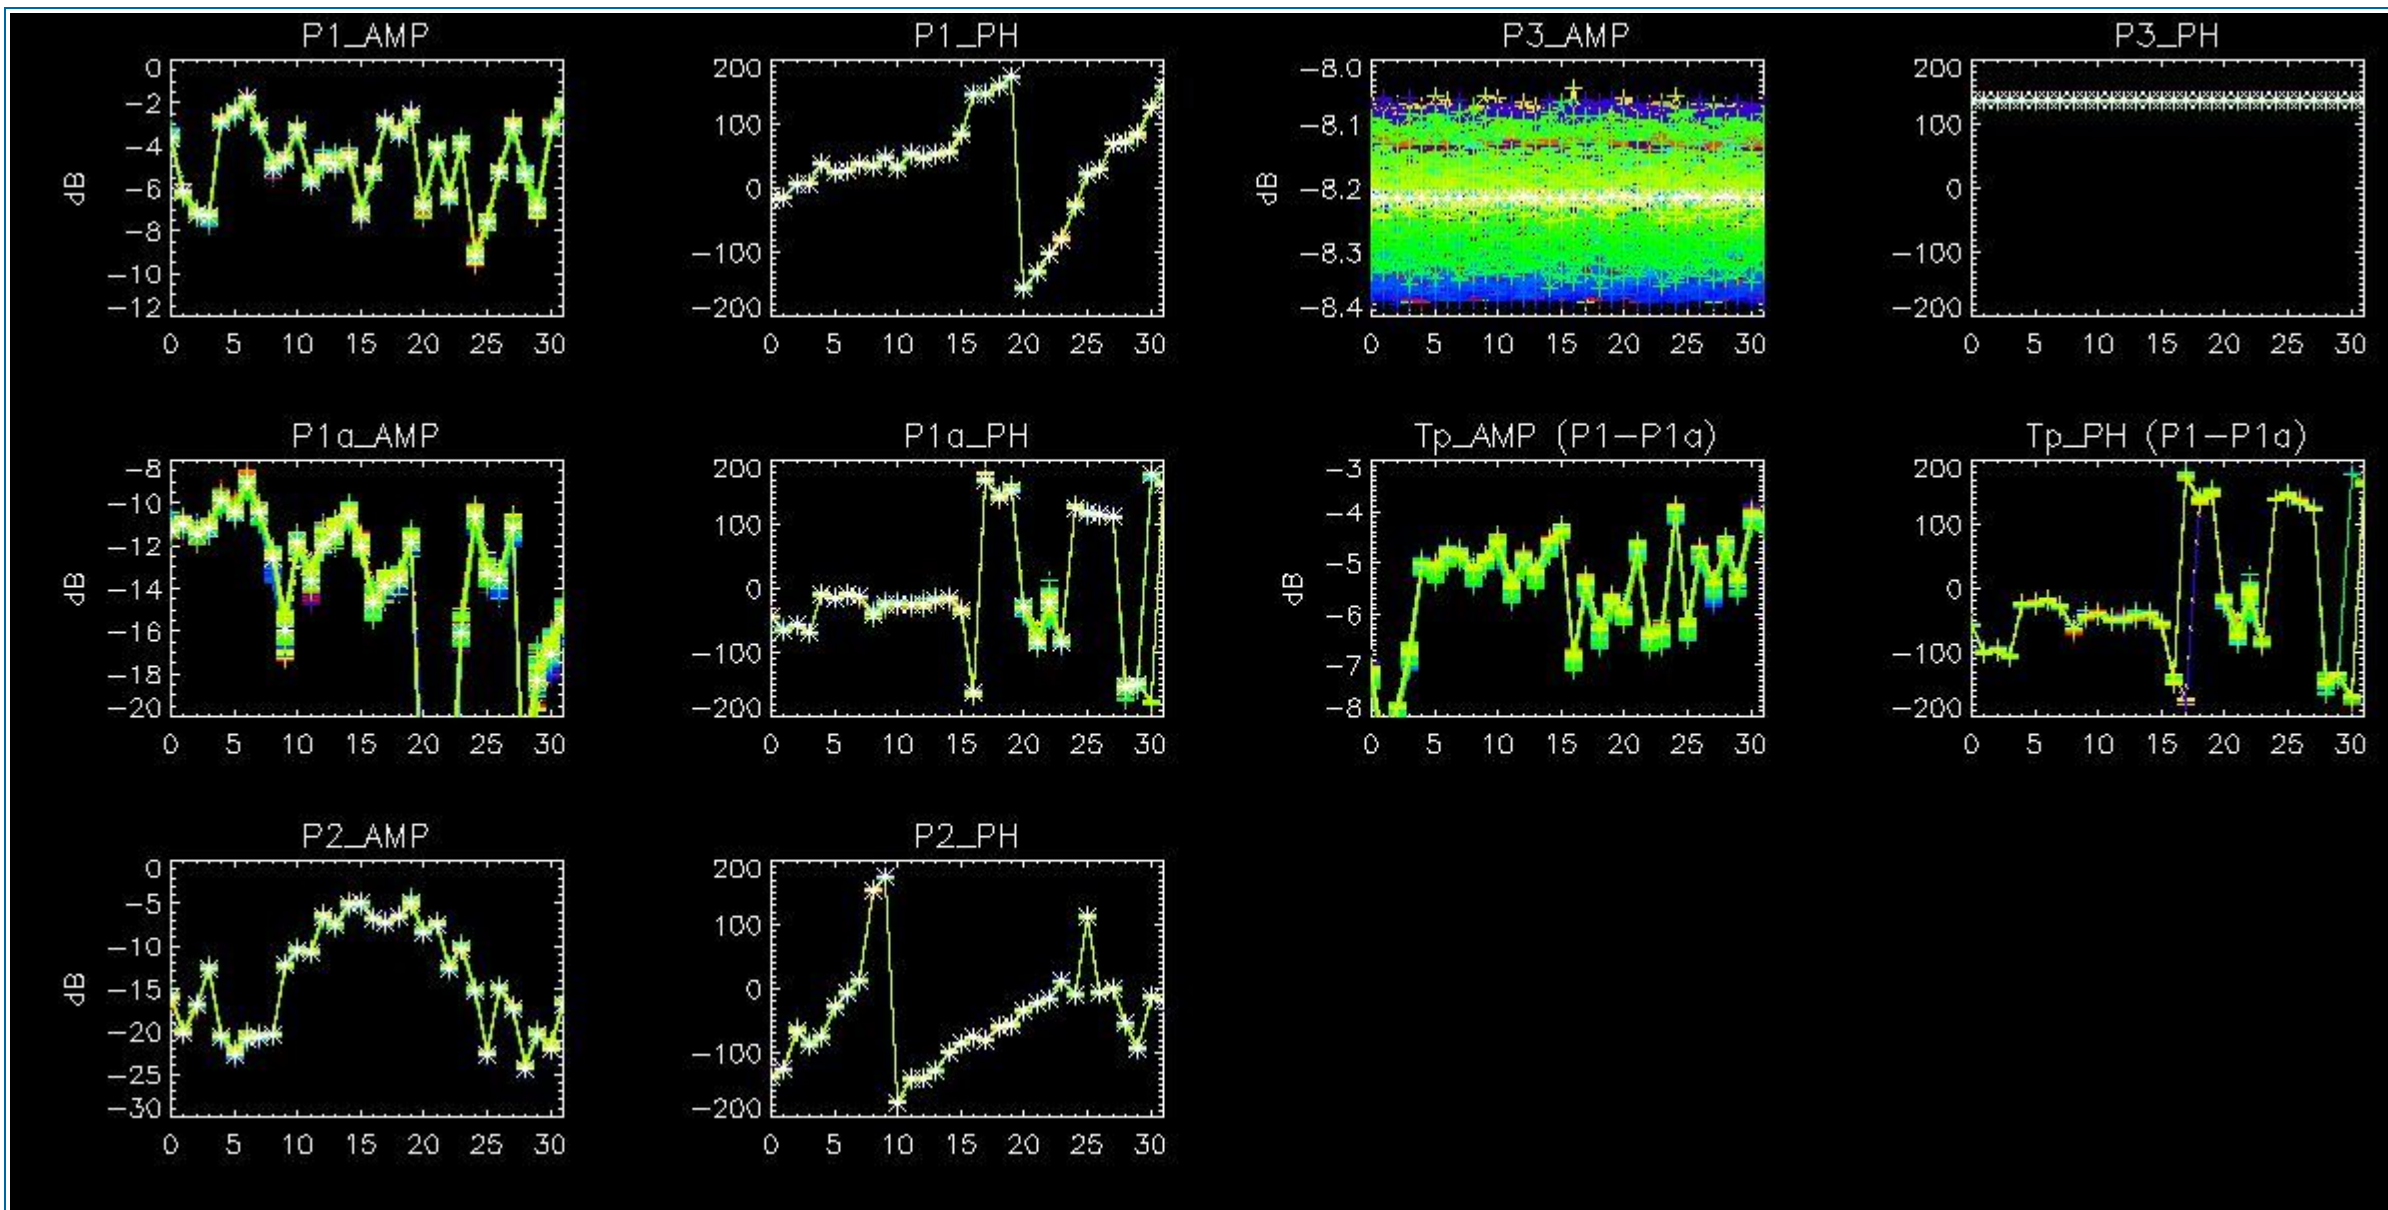 P1_AMP
P1_PH
P3_AMP
P3_PH
0
−2
−4
−6
−8
−10
−12
dB
0 5 10 15 20 25 30
200
100
0
−100
−200
0 5 10 15 20 25 30
−8.0
−8.1
−8.2
−8.3
−8.4
dB
0 5 10 15 20 25 30
200
100
0
−100
−200
0 5 10 15 20 25 30
P1a_AMP
P1a_PH
Tp_AMP (P1−P1a)
Tp_PH (P1−P1a)
−8
−10
−12
−14
−16
−18
−20
dB
0 5 10 15 20 25 30
200
100
0
−100
−200
0 5 10 15 20 25 30
−3
−4
−5
−6
−7
−8
dB
0 5 10 15 20 25 30
200
100
0
−100
−200
0 5 10 15 20 25 30
P2_AMP
P2_PH
0
−5
−10
−15
−20
−25
−30
dB
0 5 10 15 20 25 30
200
100
0
−100
−200
0 5 10 15 20 25 30